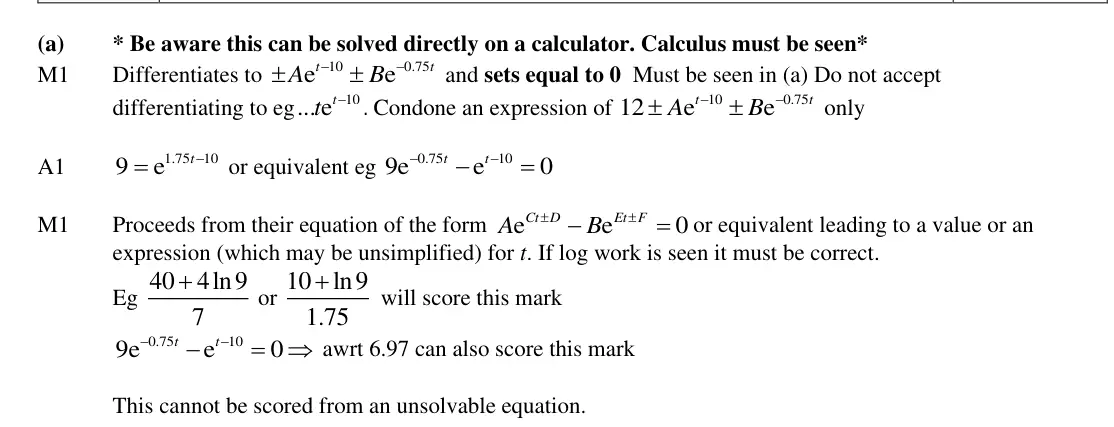 (a) * Be aware this can be solved directly on a calculator. Calculus must be seen*
M1 Differentiates to ±Ae^{t−10} ± Be^{−0.75t} and sets equal to 0 Must be seen in (a) Do not accept
differentiating to eg ...te^{t−10}. Condone an expression of 12 ± Ae^{t−10} ± Be^{−0.75t} only
A1 9 = e^{1.75t−10} or equivalent eg 9e^{−0.75t} − e^{t−10} = 0
M1 Proceeds from their equation of the form Ae^{Ct±D} − Be^{Et±F} = 0 or equivalent leading to a value or an
expression (which may be unsimplified) for t. If log work is seen it must be correct.
Eg \frac{40+4ln9}{7} or \frac{10+ln9}{1.75} will score this mark
9e^{−0.75t} − e^{t−10} = 0 ⇒ awrt 6.97 can also score this mark
This cannot be scored from an unsolvable equation.